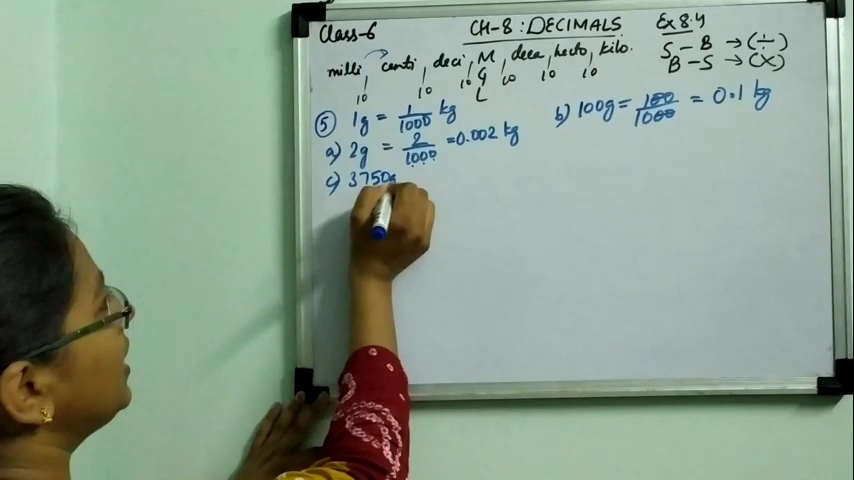 Class-6 CH-8 : DECIMALS Ex 8.4
milli centi deci M deca hecto kilo.
G
L
10 10 10 10 10 10
S - B → (÷)
B - S → (×)
⑤ 1g = 1/1000 kg
a) 2g = 2/1000 = 0.002 kg
b) 100g = 100/1000 = 0.1 kg
c) 3750g